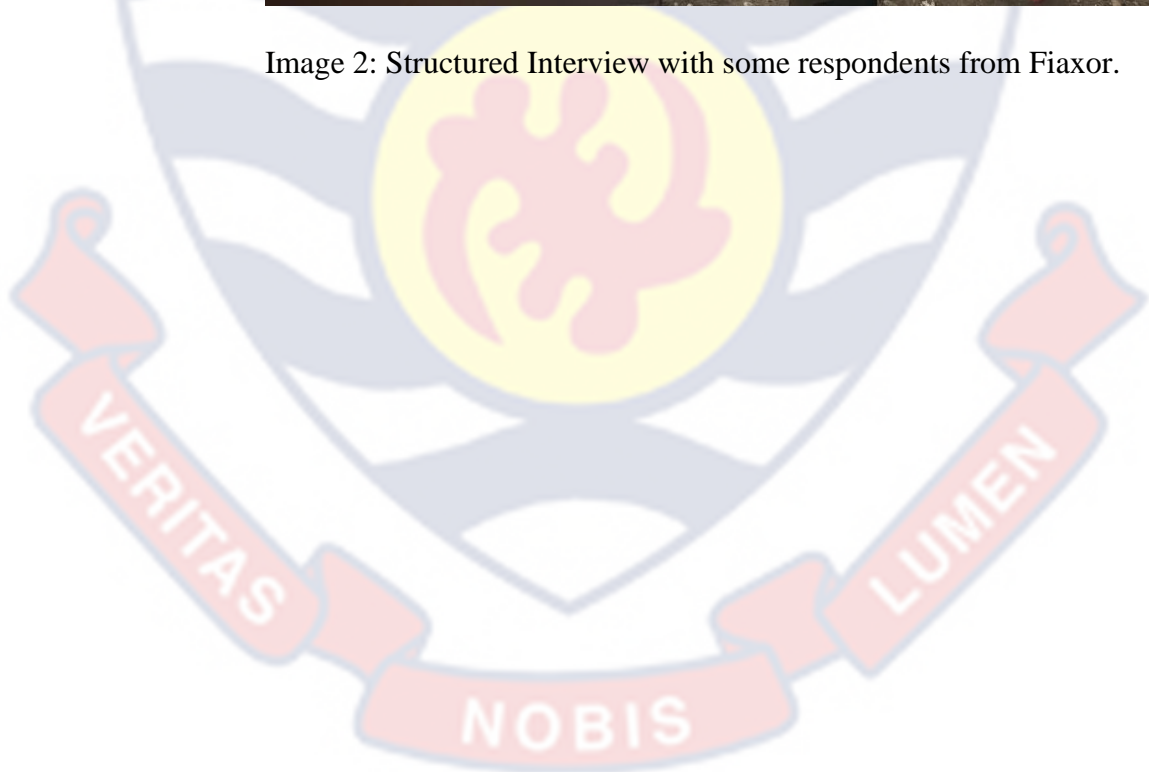 Image 2: Structured Interview with some respondents from Fiaxor.
VERITAS
NOBIS
LUMEN